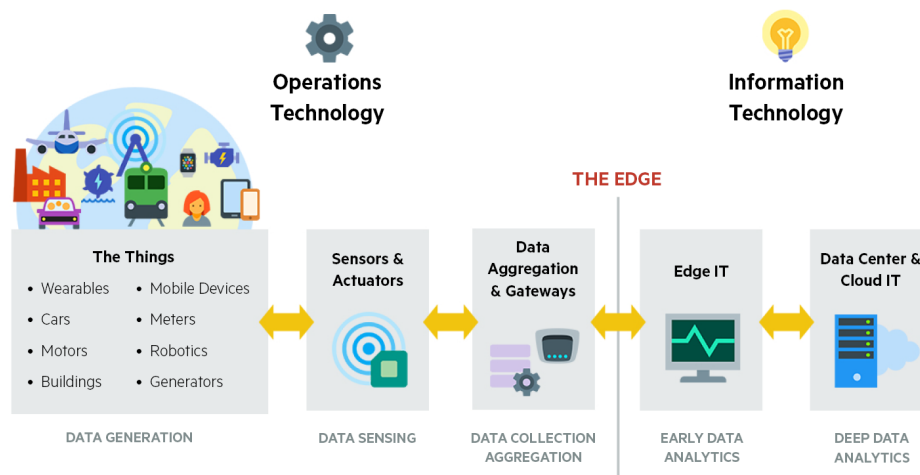 Operations
Technology
Information
Technology
THE EDGE
The Things
• Wearables
• Cars
• Motors
• Buildings
• Mobile Devices
• Meters
• Robotics
• Generators
Sensors &
Actuators
Data
Aggregation
& Gateways
Edge IT
Data Center &
Cloud IT
DATA GENERATION
DATA SENSING
DATA COLLECTION
AGGREGATION
EARLY DATA
ANALYTICS
DEEP DATA
ANALYTICS